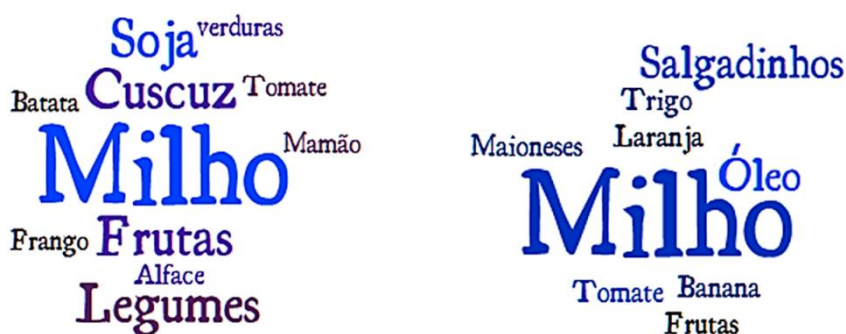 Soja verduras
Batata Cuscuz Tomate
Milho Mamão
Frango Frutas
Alface
Legumes
Salgadinhos
Trigo
Maioneses Laranja
Milho Óleo
Tomate Banana
Frutas